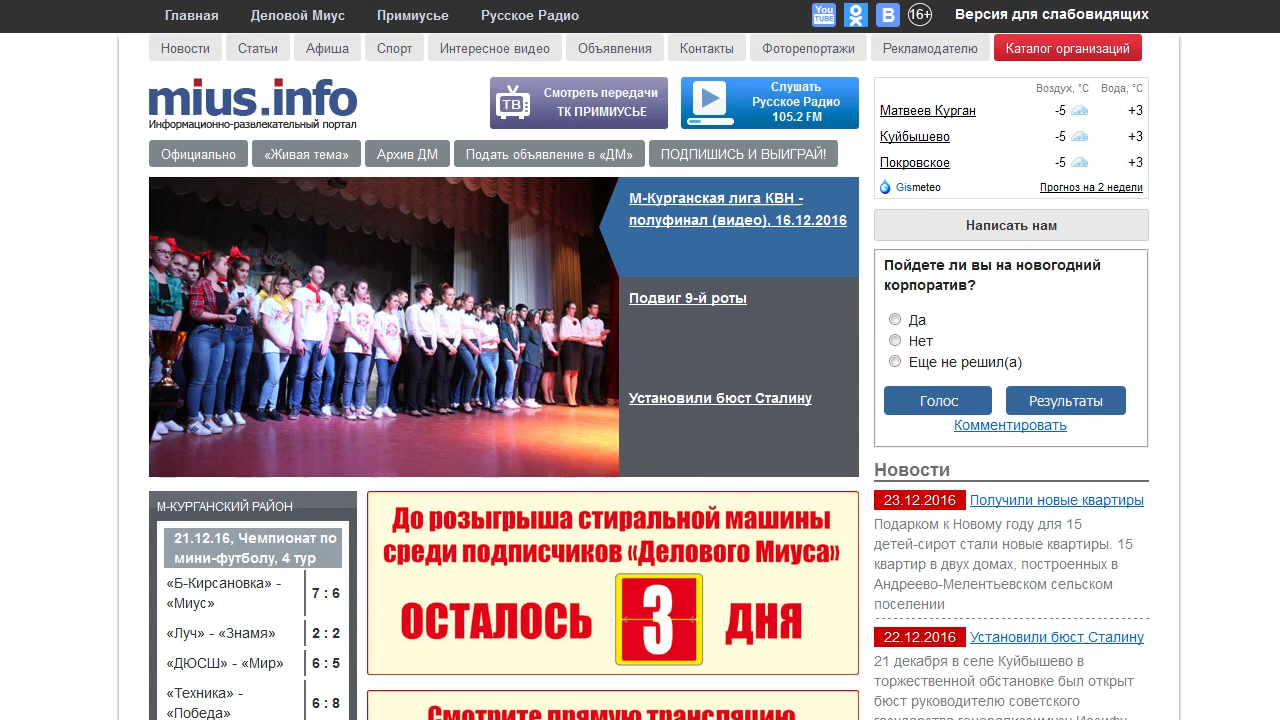 Главная Деловой Миус Примиусье Русское Радио You TUBE В 16+ Версия для слабовидящих
Новости Статьи Афиша Спорт Интересное видео Объявления Контакты Фоторепортажи Рекламодателю Каталог организаций
mius.info
Информационно-развлекательный портал
ТВ Смотреть передачи
ТК ПРИМИУСЬЕ
Слушать
Русское Радио
105.2 FM
Воздух, °C Вода, °C
Матвеев Курган -5 +3
Куйбышево -5 +3
Покровское -5 +3
Gismeteo Прогноз на 2 недели
Официально «Живая тема» Архив ДМ Подать объявление в «ДМ» ПОДПИШИСЬ И ВЫИГРАЙ!
М-Курганская лига КВН -
полуфинал (видео), 16.12.2016
Подвиг 9-й роты
Установили бюст Сталину
Написать нам
Пойдете ли вы на новогодний
корпоратив?
Да
Нет
Еще не решил(а)
Голос Результаты
Комментировать
Новости
23.12.2016 Получили новые квартиры
Подарком к Новому году для 15
детей-сирот стали новые квартиры. 15
квартир в двух домах, построенных в
Андреево-Мелентьевском сельском
поселении
22.12.2016 Установили бюст Сталину
21 декабря в селе Куйбышево в
торжественной обстановке был открыт
бюст руководителю советского
государства генералиссимусу Иосифу
М-КУРГАНСКИЙ РАЙОН
21.12.16, Чемпионат по
мини-футболу, 4 тур
«Б-Кирсановка» -
«Миус» 7 : 6
«Луч» - «Знамя» 2 : 2
«ДЮСШ» - «Мир» 6 : 5
«Техника» -
«Победа» 6 : 8
До розыгрыша стиральной машины
среди подписчиков «Делового Миуса»
ОСТАЛОСЬ 3 ДНЯ
Смотрите прямую трансляцию